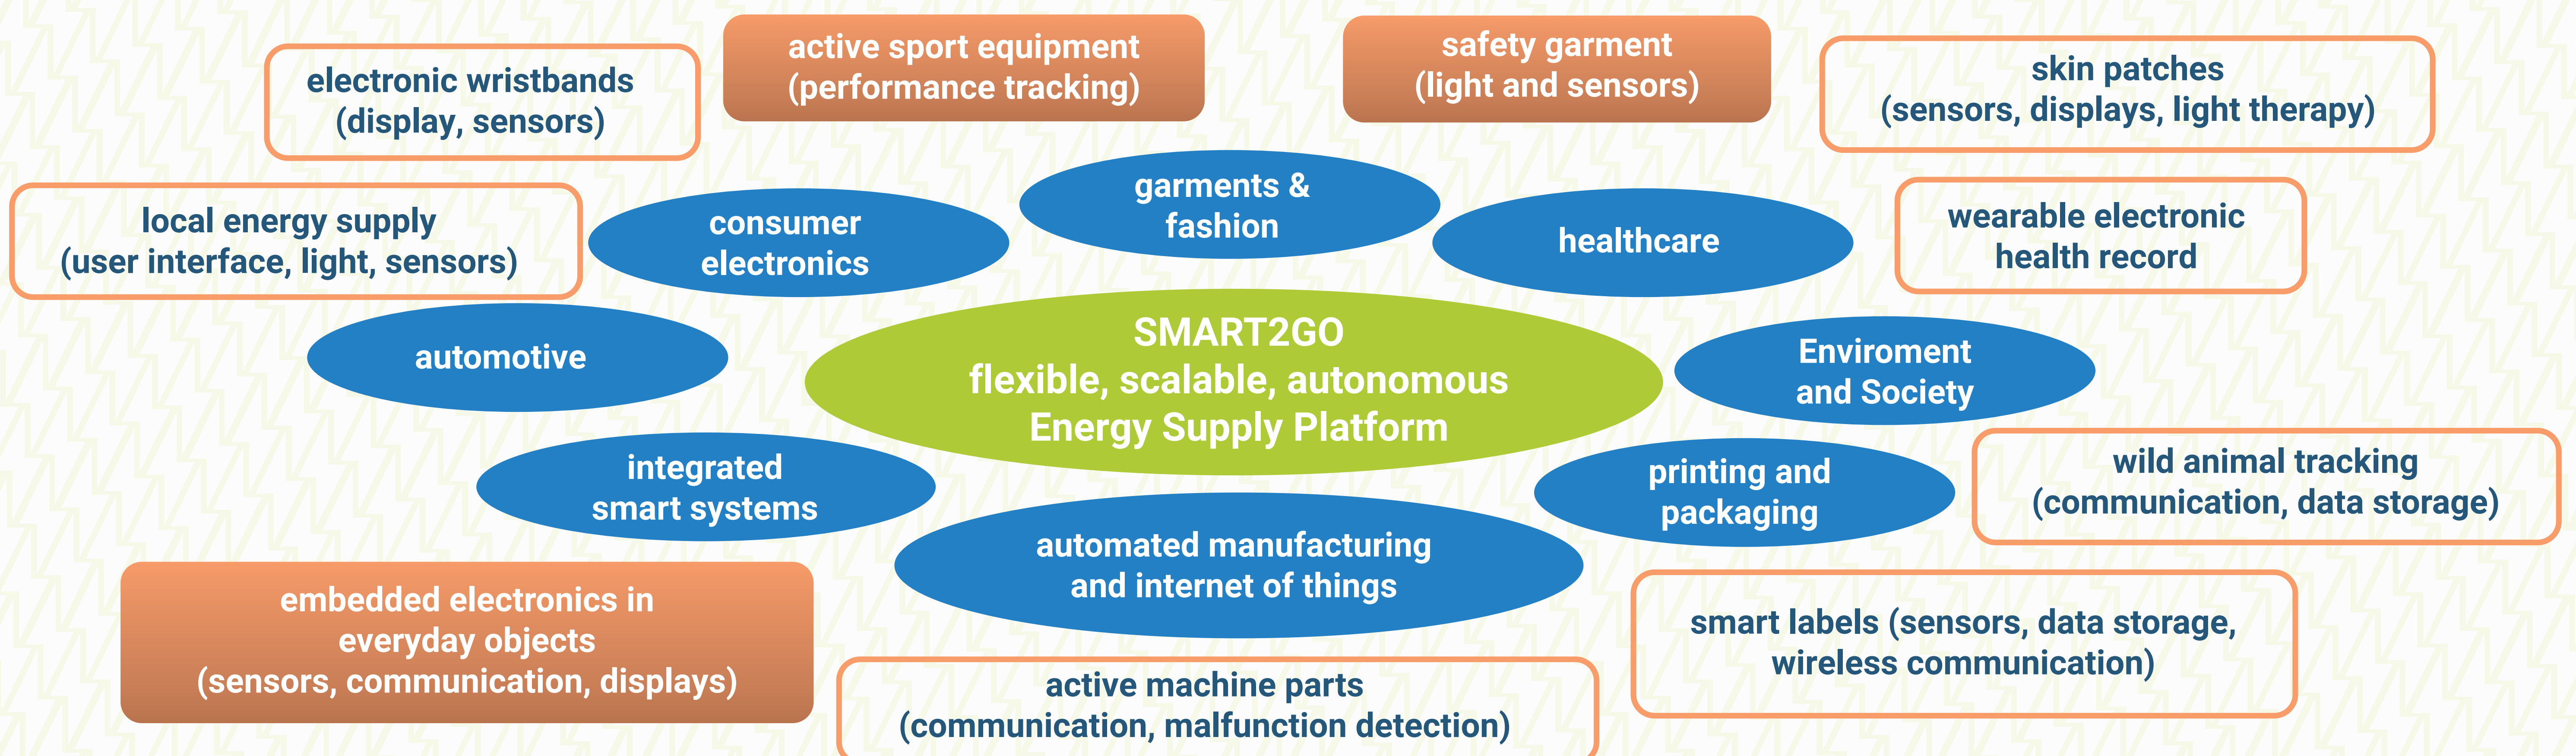 active sport equipment
(performance tracking)
safety garment
(light and sensors)
electronic wristbands
(display, sensors)
skin patches
(sensors, displays, light therapy)
garments &
fashion
local energy supply
(user interface, light, sensors)
consumer
electronics
healthcare
wearable electronic
health record
automotive
SMART2GO
flexible, scalable, autonomous
Energy Supply Platform
Enviroment
and Society
integrated
smart systems
printing and
packaging
wild animal tracking
(communication, data storage)
automated manufacturing
and internet of things
embedded electronics in
everyday objects
(sensors, communication, displays)
smart labels (sensors, data storage,
wireless communication)
active machine parts
(communication, malfunction detection)